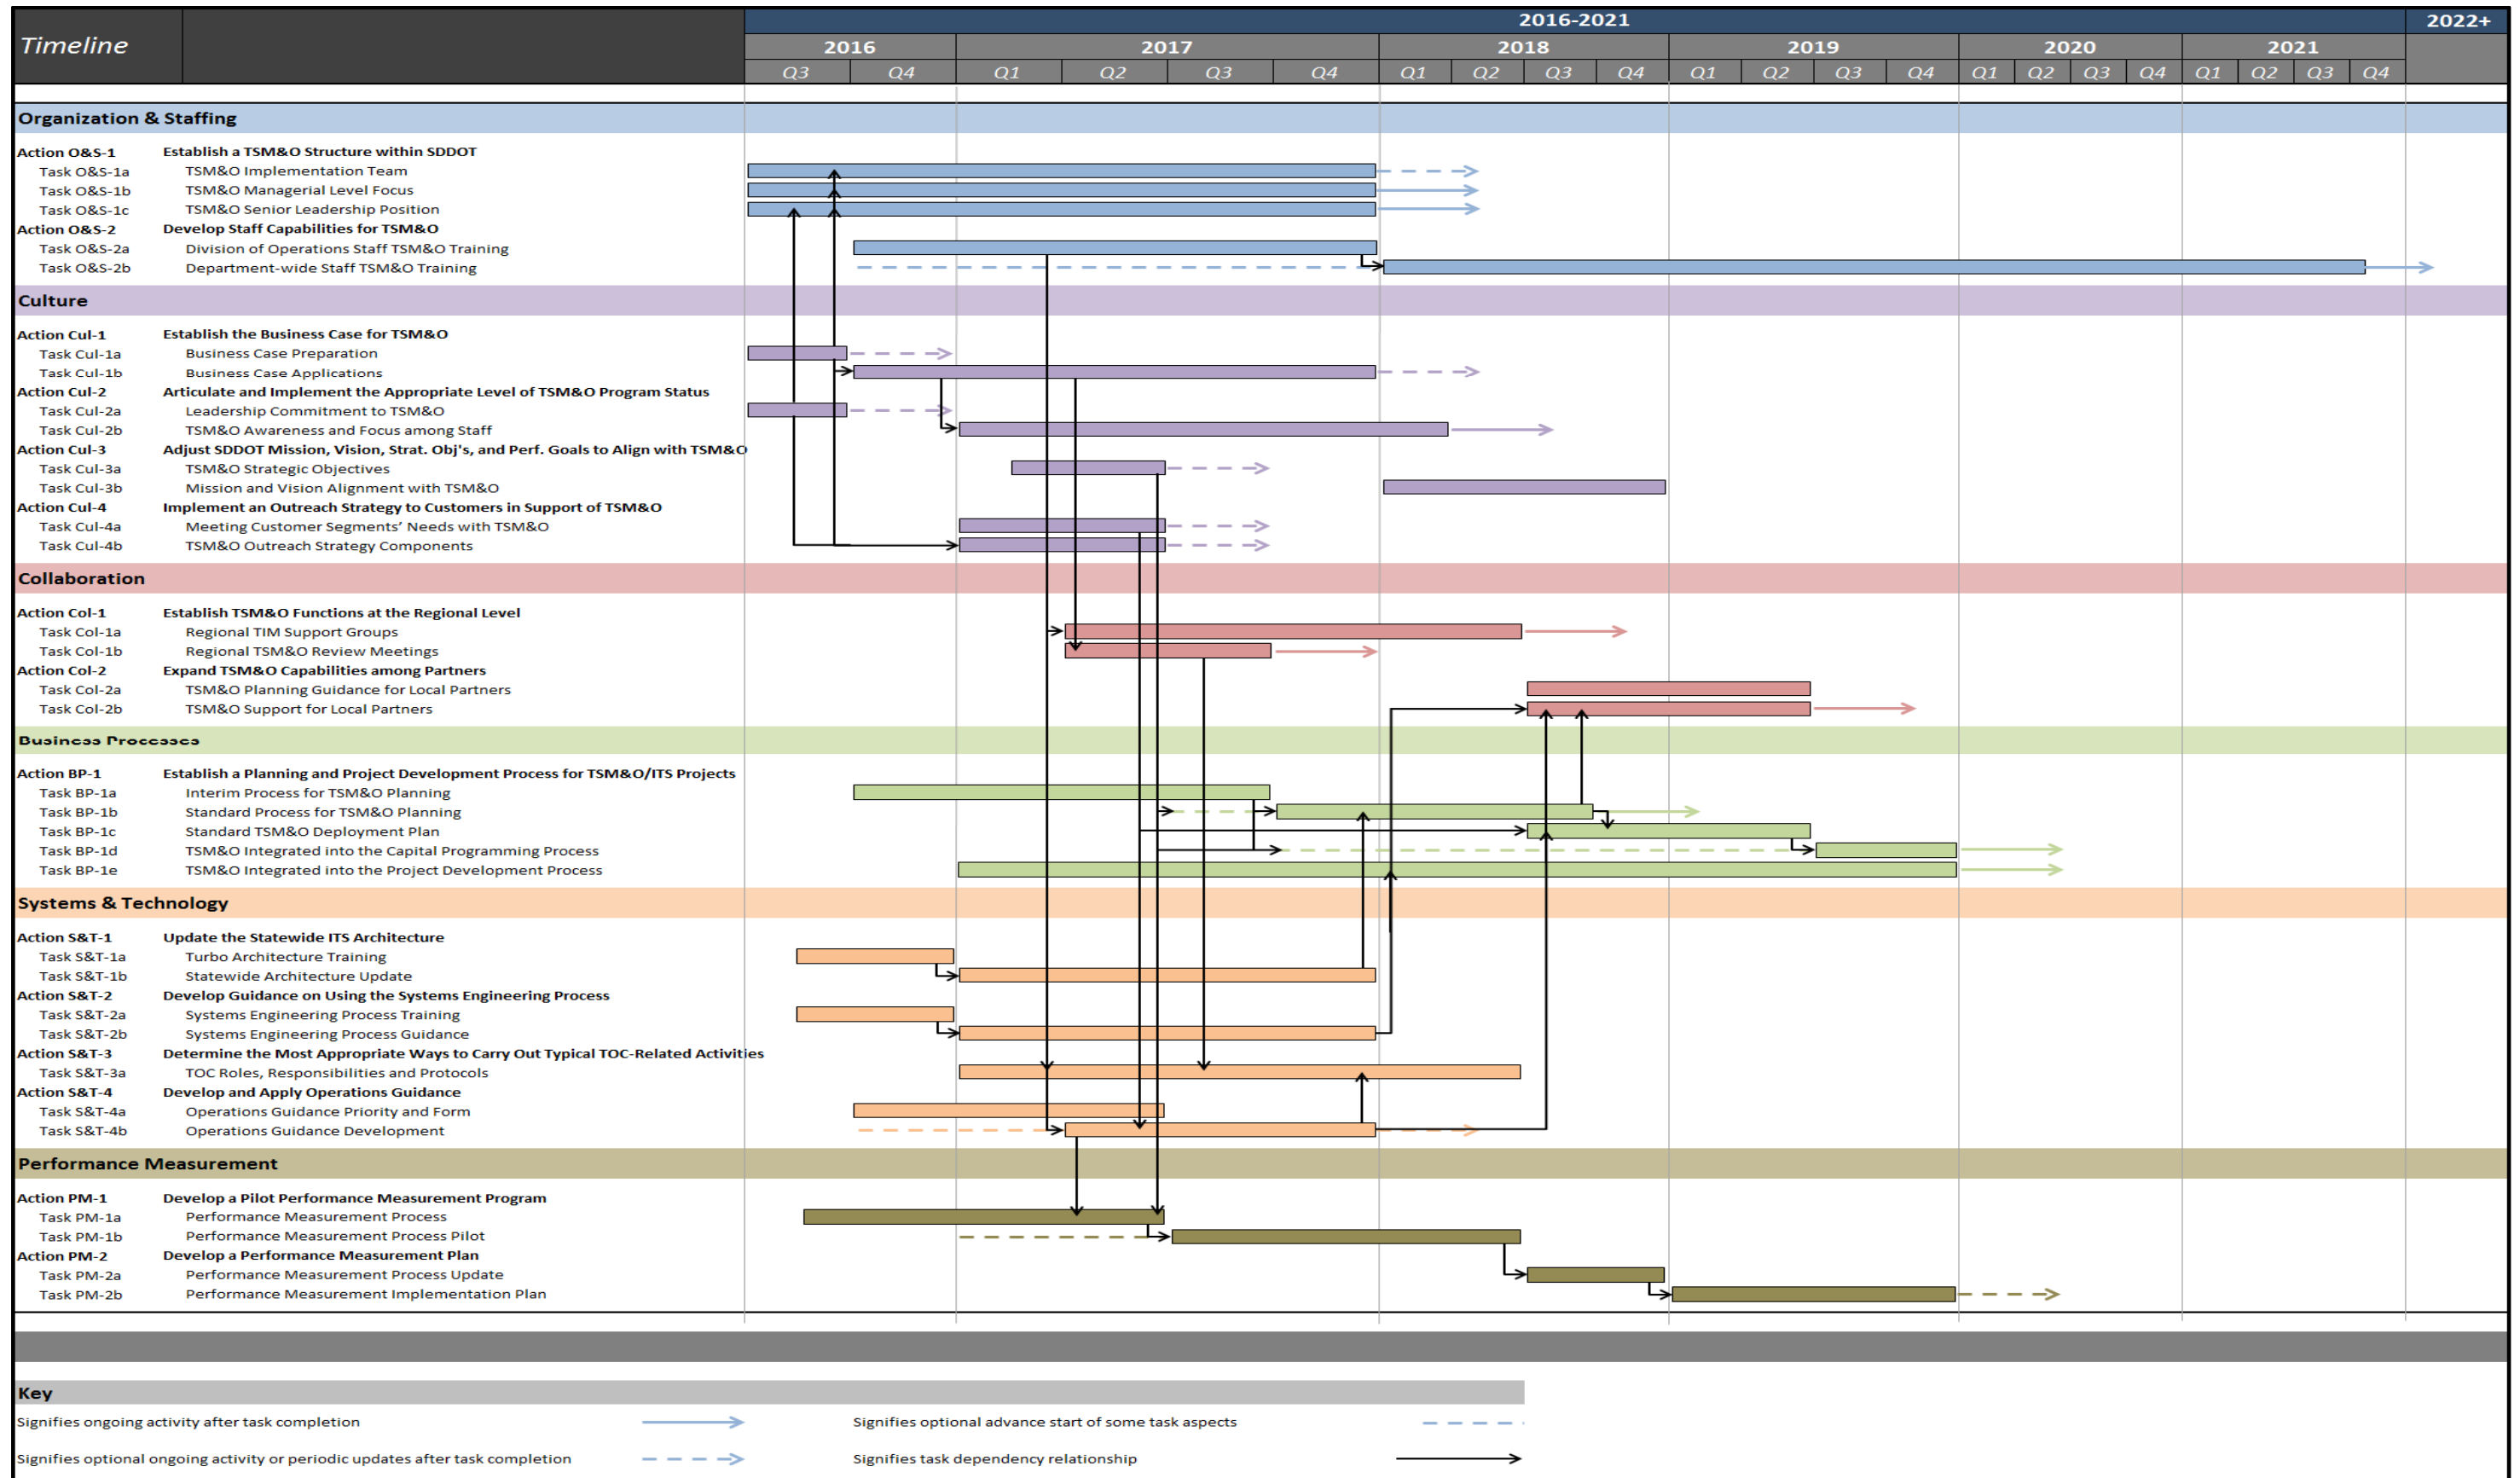 2016-2021 2022+
Timeline
2016 2017 2018 2019 2020 2021
Q3 Q4 Q1 Q2 Q3 Q4 Q1 Q2 Q3 Q4 Q1 Q2 Q3 Q4 Q1 Q2 Q3 Q4 Q1 Q2 Q3 Q4
Organization & Staffing
Action O&S-1 Establish a TSM&O Structure within SDDOT
Task O&S-1a TSM&O Implementation Team
Task O&S-1b TSM&O Managerial Level Focus
Task O&S-1c TSM&O Senior Leadership Position
Action O&S-2 Develop Staff Capabilities for TSM&O
Task O&S-2a Division of Operations Staff TSM&O Training
Task O&S-2b Department-wide Staff TSM&O Training
Culture
Action Cul-1 Establish the Business Case for TSM&O
Task Cul-1a Business Case Preparation
Task Cul-1b Business Case Applications
Action Cul-2 Articulate and Implement the Appropriate Level of TSM&O Program Status
Task Cul-2a Leadership Commitment to TSM&O
Task Cul-2b TSM&O Awareness and Focus among Staff
Action Cul-3 Adjust SDDOT Mission, Vision, Strat. Obj's, and Perf. Goals to Align with TSM&O
Task Cul-3a TSM&O Strategic Objectives
Task Cul-3b Mission and Vision Alignment with TSM&O
Action Cul-4 Implement an Outreach Strategy to Customers in Support of TSM&O
Task Cul-4a Meeting Customer Segments’ Needs with TSM&O
Task Cul-4b TSM&O Outreach Strategy Components
Collaboration
Action Col-1 Establish TSM&O Functions at the Regional Level
Task Col-1a Regional TIM Support Groups
Task Col-1b Regional TSM&O Review Meetings
Action Col-2 Expand TSM&O Capabilities among Partners
Task Col-2a TSM&O Planning Guidance for Local Partners
Task Col-2b TSM&O Support for Local Partners
Business Processes
Action BP-1 Establish a Planning and Project Development Process for TSM&O/ITS Projects
Task BP-1a Interim Process for TSM&O Planning
Task BP-1b Standard Process for TSM&O Planning
Task BP-1c Standard TSM&O Deployment Plan
Task BP-1d TSM&O Integrated into the Capital Programming Process
Task BP-1e TSM&O Integrated into the Project Development Process
Systems & Technology
Action S&T-1 Update the Statewide ITS Architecture
Task S&T-1a Turbo Architecture Training
Task S&T-1b Statewide Architecture Update
Action S&T-2 Develop Guidance on Using the Systems Engineering Process
Task S&T-2a Systems Engineering Process Training
Task S&T-2b Systems Engineering Process Guidance
Action S&T-3 Determine the Most Appropriate Ways to Carry Out Typical TOC-Related Activities
Task S&T-3a TOC Roles, Responsibilities and Protocols
Action S&T-4 Develop and Apply Operations Guidance
Task S&T-4a Operations Guidance Priority and Form
Task S&T-4b Operations Guidance Development
Performance Measurement
Action PM-1 Develop a Pilot Performance Measurement Program
Task PM-1a Performance Measurement Process
Task PM-1b Performance Measurement Process Pilot
Action PM-2 Develop a Performance Measurement Plan
Task PM-2a Performance Measurement Process Update
Task PM-2b Performance Measurement Implementation Plan
Key
Signifies ongoing activity after task completion Signifies optional advance start of some task aspects
Signifies optional ongoing activity or periodic updates after task completion Signifies task dependency relationship